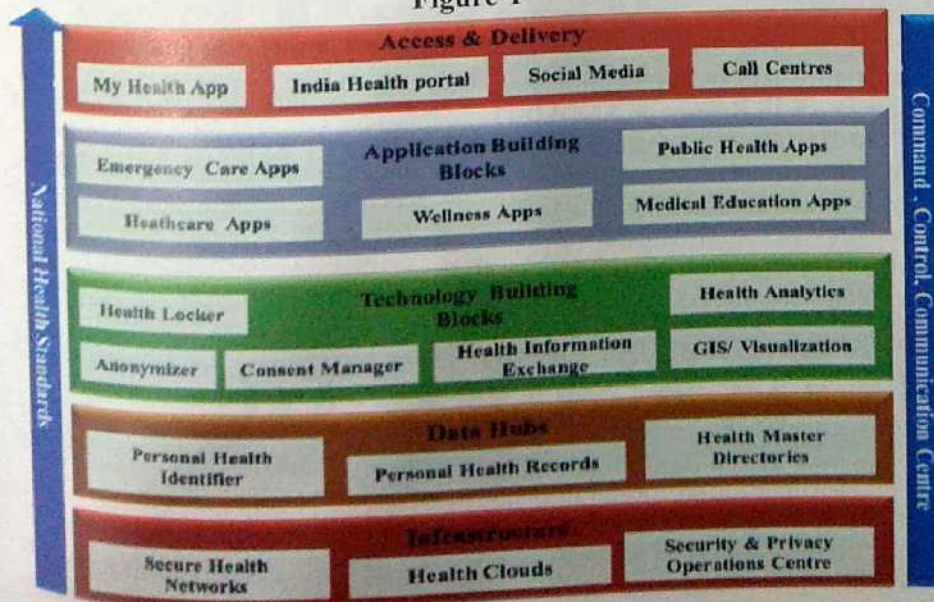 Figure 1
Access & Delivery
My Health App
India Health portal
Social Media
Call Centres
Application Building
Blocks
Emergency Care Apps
Public Health Apps
Heathcare Apps
Wellness Apps
Medical Education Apps
Technology Building
Blocks
Health Locker
Health Analytics
Anonymizer
Consent Manager
Health Information
Exchange
GIS/ Visualization
Data Hubs
Personal Health
Identifier
Personal Health Records
Health Master
Directories
Infrastructure
Secure Health
Networks
Health Clouds
Security & Privacy
Operations Centre
National Health Standards
Command , Control, Communication Centre